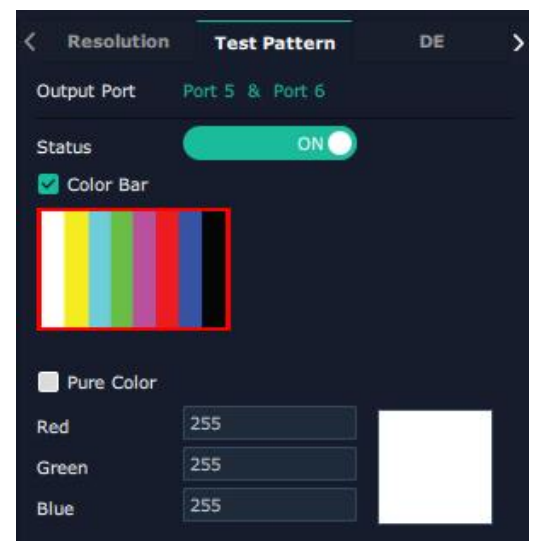 < Resolution Test Pattern DE >
Output Port Port 5 & Port 6
Status ON
Color Bar
Pure Color
Red 255
Green 255
Blue 255